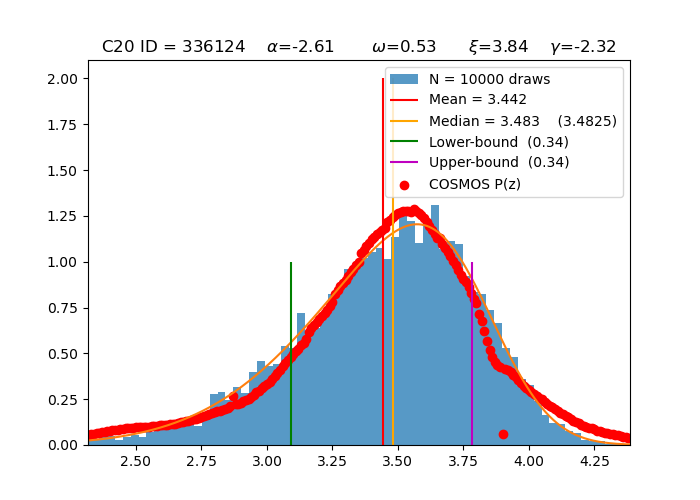 C20 ID = 336124 α=-2.61 ω=0.53 ξ=3.84 γ=-2.32
N = 10000 draws
Mean = 3.442
Median = 3.483 (3.4825)
Lower-bound (0.34)
Upper-bound (0.34)
COSMOS P(z)
2.00
1.75
1.50
1.25
1.00
0.75
0.50
0.25
0.00
2.50 2.75 3.00 3.25 3.50 3.75 4.00 4.25